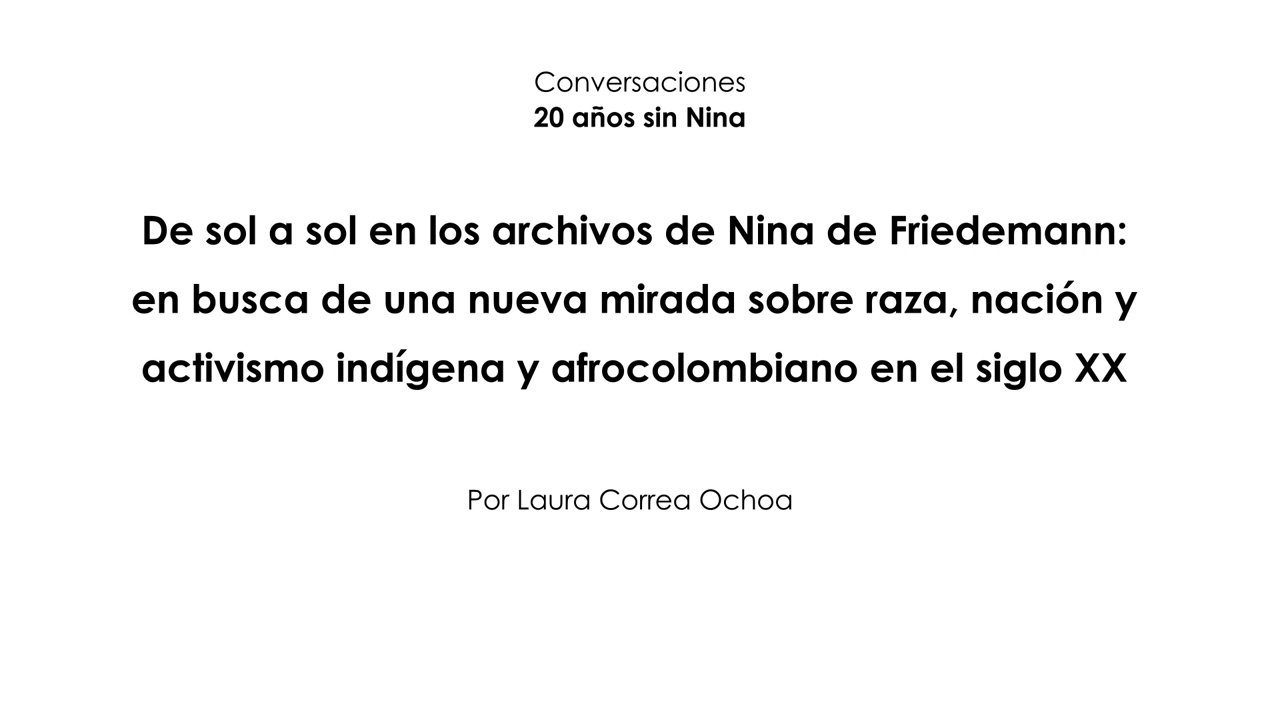 Conversaciones
20 años sin Nina
De sol a sol en los archivos de Nina de Friedemann:
en busca de una nueva mirada sobre raza, nación y
activismo indígena y afrocolombiano en el siglo XX
Por Laura Correa Ochoa